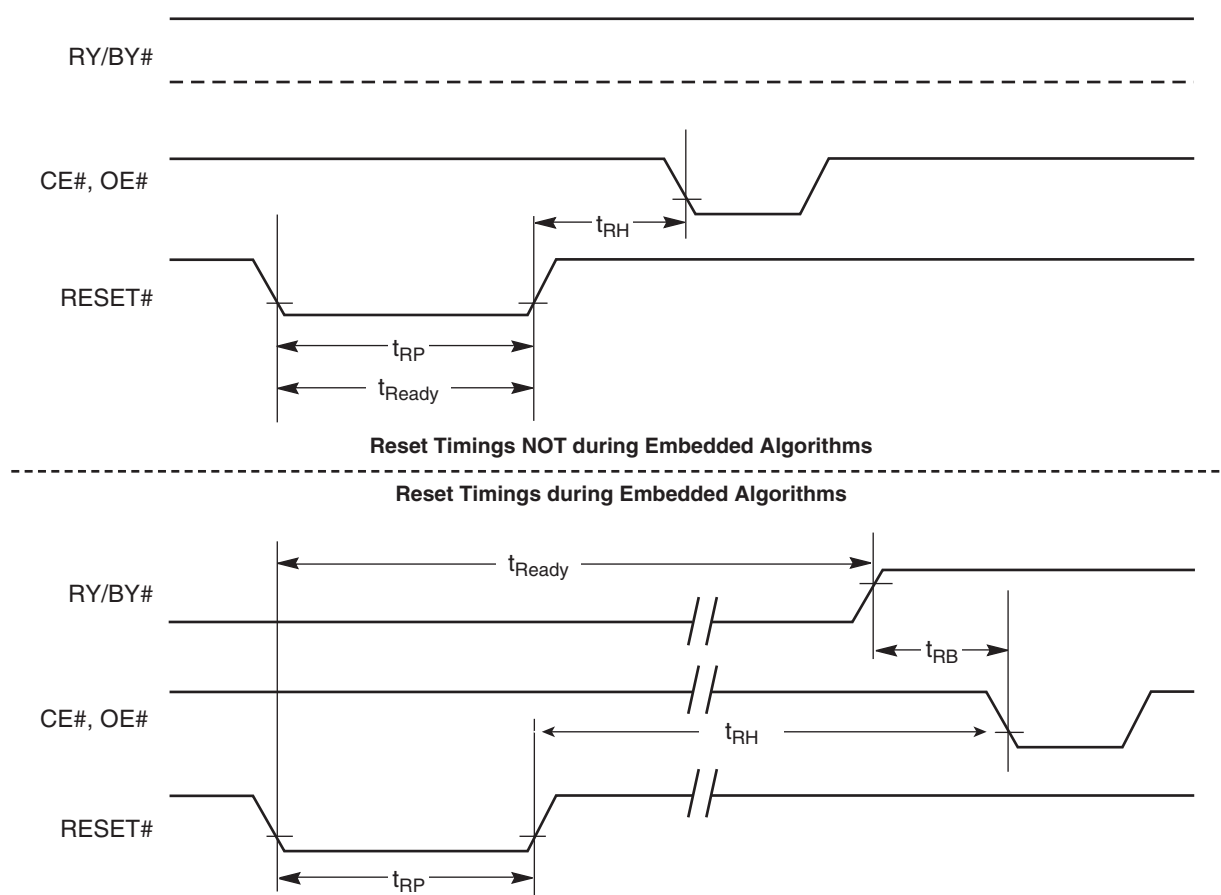 RY/BY#
CE#, OE#
tRH
RESET#
tRP
tReady
Reset Timings NOT during Embedded Algorithms
Reset Timings during Embedded Algorithms
tReady
RY/BY#
tRB
CE#, OE#
tRH
RESET#
tRP